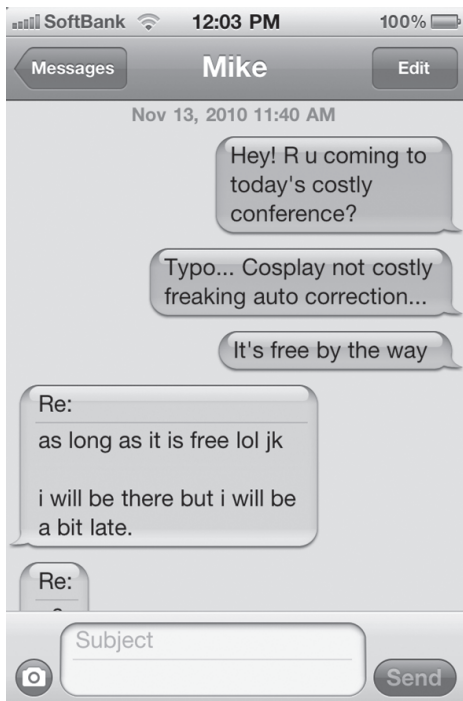 SoftBank 12:03 PM 100%
Messages Mike Edit
Nov 13, 2010 11:40 AM
Hey! R u coming to
today's costly
conference?
Typo... Cosplay not costly
freaking auto correction...
It's free by the way
Re:
as long as it is free lol jk
i will be there but i will be
a bit late.
Re:
Subject
Send